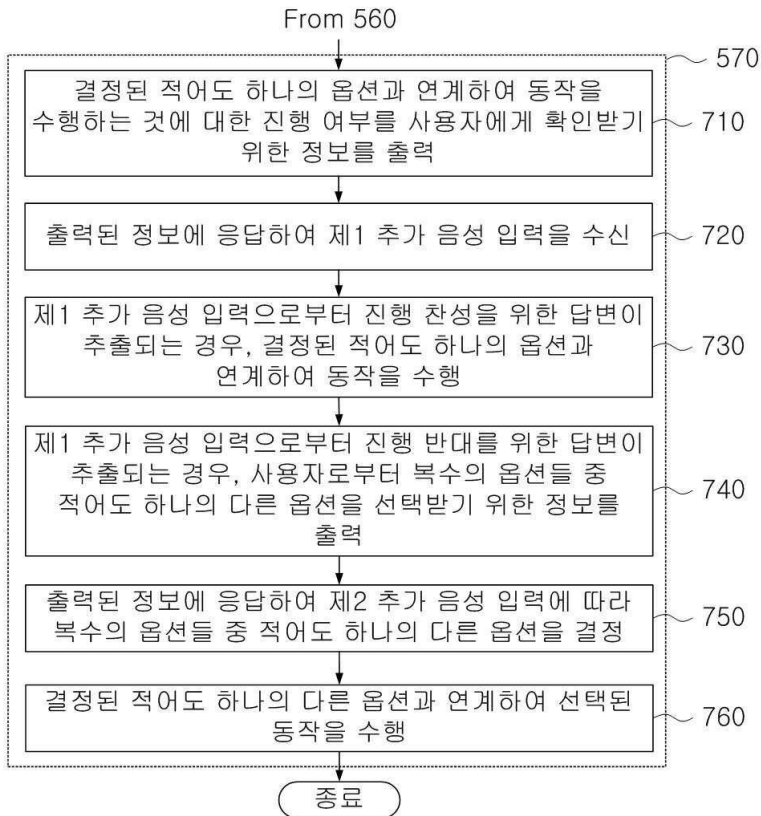 From 560
570
결정된 적어도 하나의 옵션과 연계하여 동작을
수행하는 것에 대한 진행 여부를 사용자에게 확인받기
위한 정보를 출력
710
출력된 정보에 응답하여 제1 추가 음성 입력을 수신
720
제1 추가 음성 입력으로부터 진행 찬성을 위한 답변이
추출되는 경우, 결정된 적어도 하나의 옵션과
연계하여 동작을 수행
730
제1 추가 음성 입력으로부터 진행 반대를 위한 답변이
추출되는 경우, 사용자로부터 복수의 옵션들 중
적어도 하나의 다른 옵션을 선택받기 위한 정보를
출력
740
출력된 정보에 응답하여 제2 추가 음성 입력에 따라
복수의 옵션들 중 적어도 하나의 다른 옵션을 결정
750
결정된 적어도 하나의 다른 옵션과 연계하여 선택된
동작을 수행
760
종료